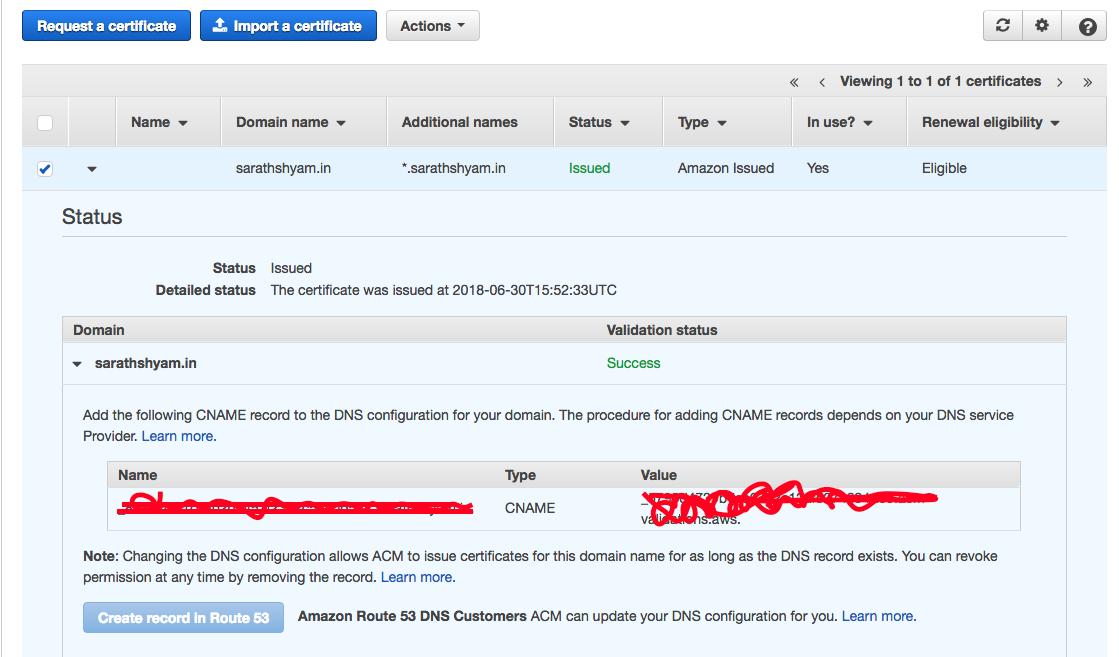 Request a certificate Import a certificate Actions
Viewing 1 to 1 of 1 certificates
Name Domain name Additional names Status Type In use? Renewal eligibility
sarathshyam.in *.sarathshyam.in Issued Amazon Issued Yes Eligible
Status
Status Issued
Detailed status The certificate was issued at 2018-06-30T15:52:33UTC
Domain Validation status
sarathshyam.in Success
Add the following CNAME record to the DNS configuration for your domain. The procedure for adding CNAME records depends on your DNS service
Provider. Learn more.
Name Type Value
CNAME
validations.aws.
Note: Changing the DNS configuration allows ACM to issue certificates for this domain name for as long as the DNS record exists. You can revoke
permission at any time by removing the record. Learn more.
Create record in Route 53 Amazon Route 53 DNS Customers ACM can update your DNS configuration for you. Learn more.